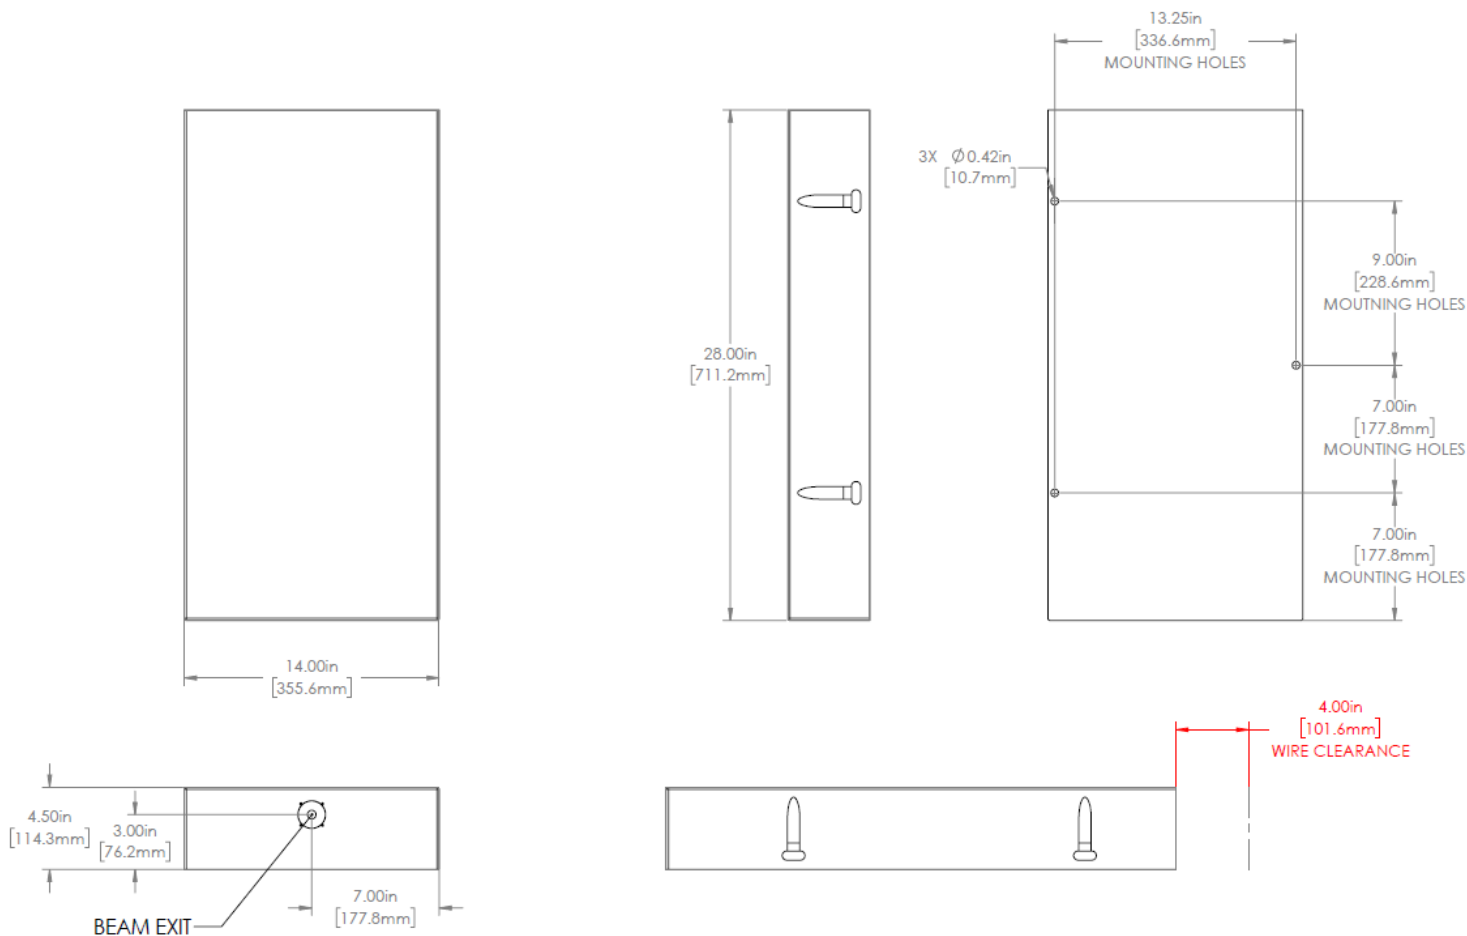 13.25in
[336.6mm]
MOUNTING HOLES
3X Ø0.42in
[10.7mm]
9.00in
[228.6mm]
MOUTNING HOLES
28.00in
[711.2mm]
7.00in
[177.8mm]
MOUNTING HOLES
7.00in
[177.8mm]
MOUNTING HOLES
14.00in
[355.6mm]
4.00in
[101.6mm]
WIRE CLEARANCE
4.50in
[114.3mm]
3.00in
[76.2mm]
7.00in
[177.8mm]
BEAM EXIT